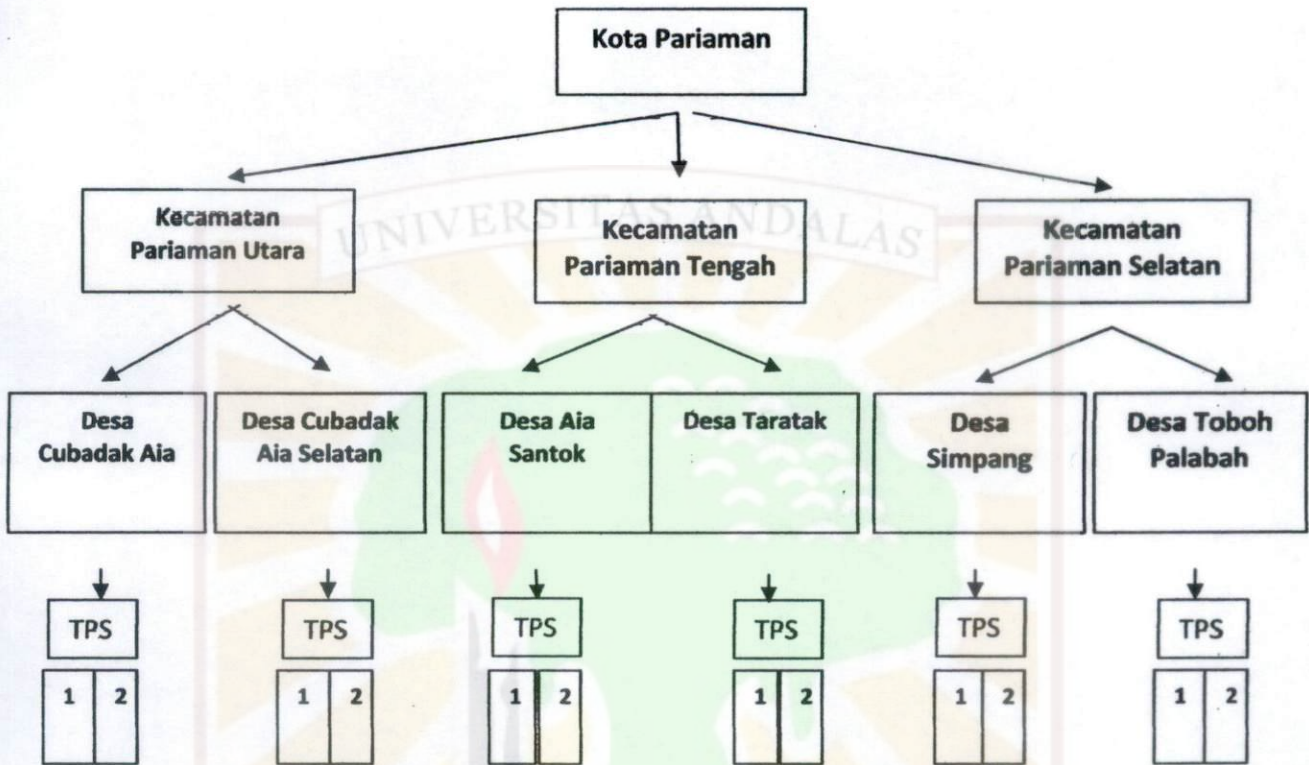 Kota Pariaman
UNIVERSITAS ANDALAS
Kecamatan
Pariaman Utara
Kecamatan
Pariaman Tengah
Kecamatan
Pariaman Selatan
Desa
Cubadak Aia
Desa Cubadak
Aia Selatan
Desa Aia
Santok
Desa Taratak
Desa
Simpang
Desa Toboh
Palabah
TPS
TPS
TPS
TPS
TPS
TPS
1 2
1 2
1 2
1 2
1 2
1 2